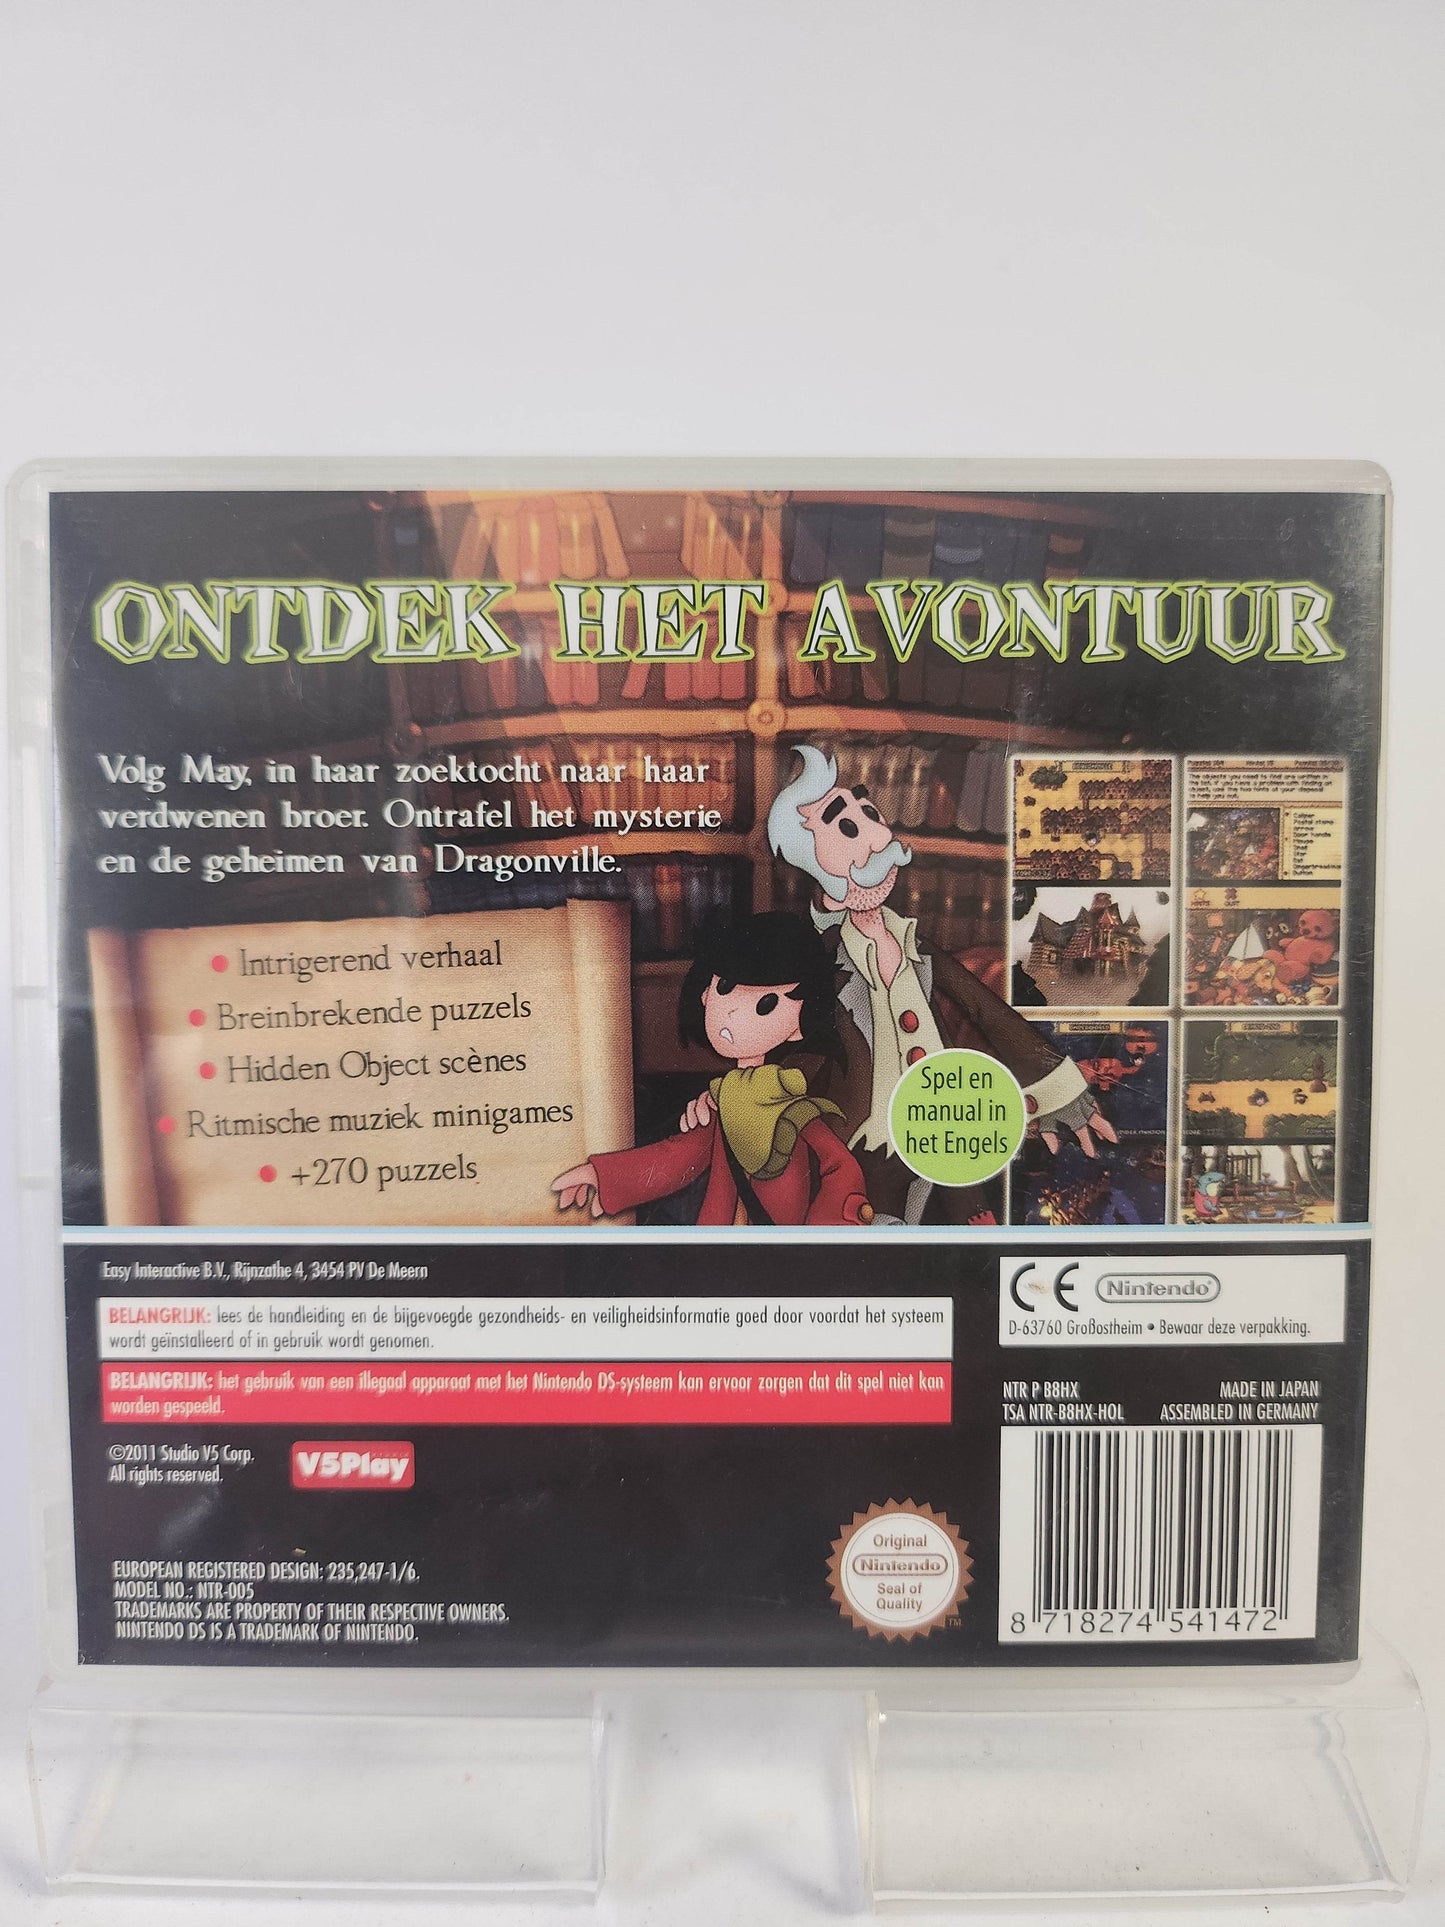 ONTDEK HET AVONTUUR
Volg May, in haar zoektocht naar haar
verdwenen broer. Ontrafel het mysterie
en de geheimen van Dragonville.
• Intrigerend verhaal
• Breinbrekende puzzels
• Hidden Object scènes
• Ritmische muziek minigames
• +270 puzzels
Spel en
manual in
het Engels
Easy Interactive B.V., Rijnzathe 4, 3454 PV De Meern
BELANGRIJK: lees de handleiding en de bijgevoegde gezondheids- en veiligheidsinformatie goed door voordat het systeem
wordt geïnstalleerd of in gebruik wordt genomen.
BELANGRIJK: het gebruik van een illegaal apparaat met het Nintendo DS-systeem kan ervoor zorgen dat dit spel niet kan
worden gespeeld.
©2011 Studio V5 Corp.
All rights reserved.
V5Play
EUROPEAN REGISTERED DESIGN: 235,247-1/6.
MODEL NO.: NTR-005
TRADEMARKS ARE PROPERTY OF THEIR RESPECTIVE OWNERS.
NINTENDO DS IS A TRADEMARK OF NINTENDO.
Original
Nintendo
Seal of
Quality
TM
CE Nintendo®
D-63760 Großostheim • Bewaar deze verpakking.
NTR P B8HX MADE IN JAPAN
TSA NTR-B8HX-HOL ASSEMBLED IN GERMANY
8 718274 541472